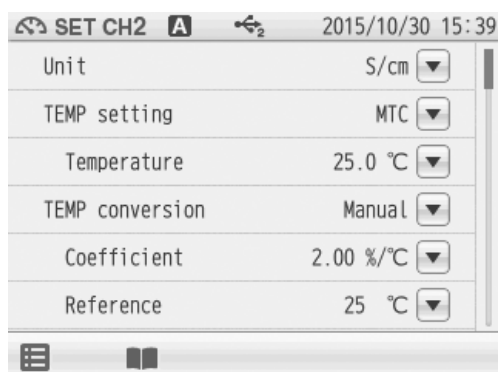 SET CH2 A 2 2015/10/30 15:39
Unit S/cm
TEMP setting MTC
Temperature 25.0 ℃
TEMP conversion Manual
Coefficient 2.00 %/℃
Reference 25 ℃